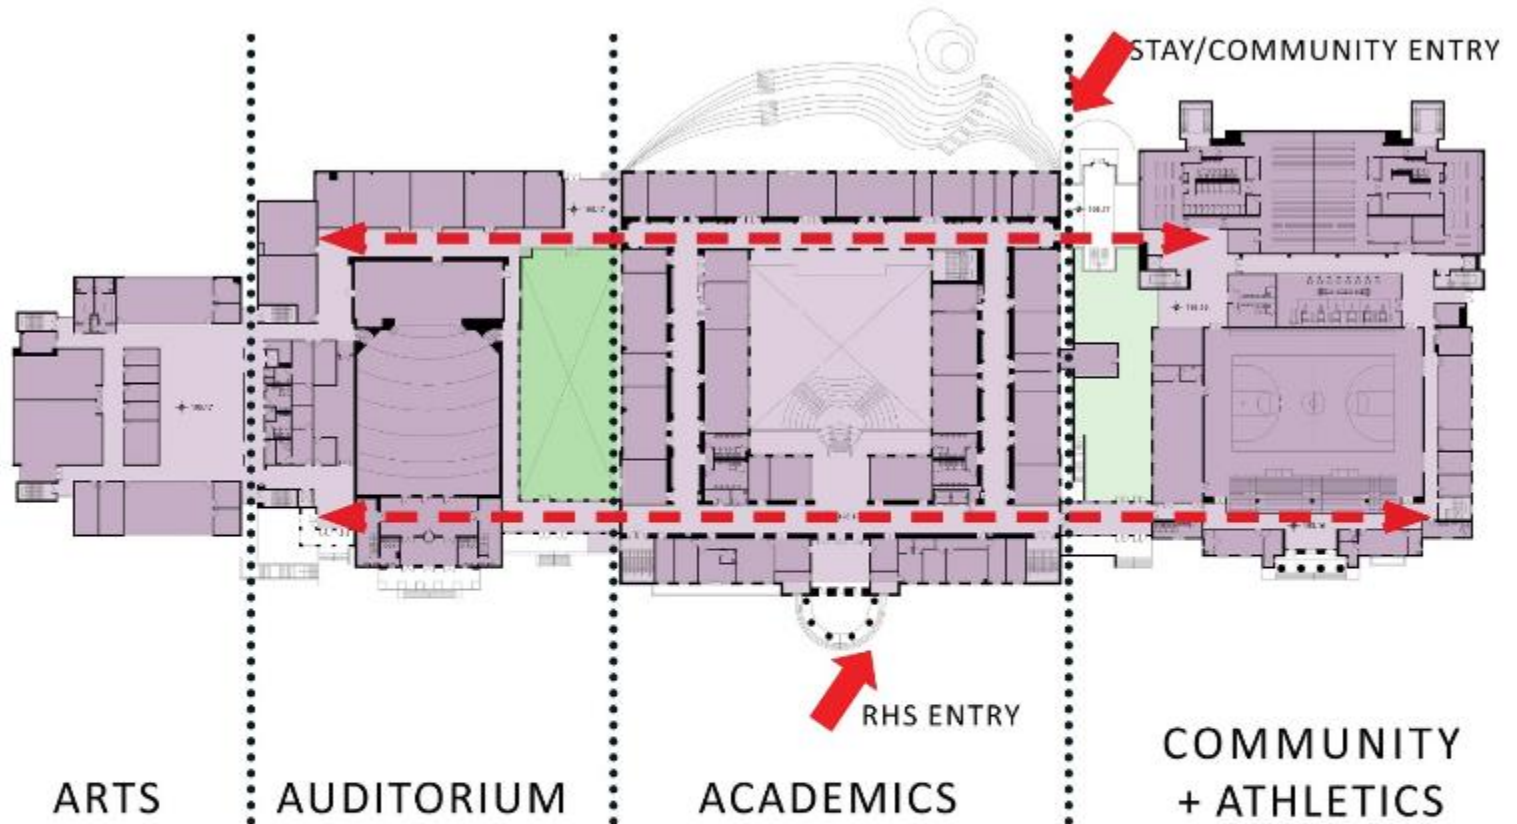 STAY/COMMUNITY ENTRY
RHS ENTRY
ARTS
AUDITORIUM
ACADEMICS
COMMUNITY
+ ATHLETICS